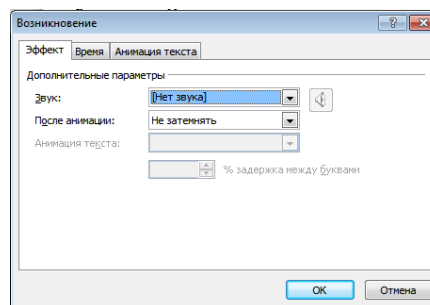 Возникновение
Эффект Время Анимация текста
Дополнительные параметры
Звук: [Нет звука]
После анимации: Не затемнять
Анимация текста:
% задержка между буквами
ОК Отмена